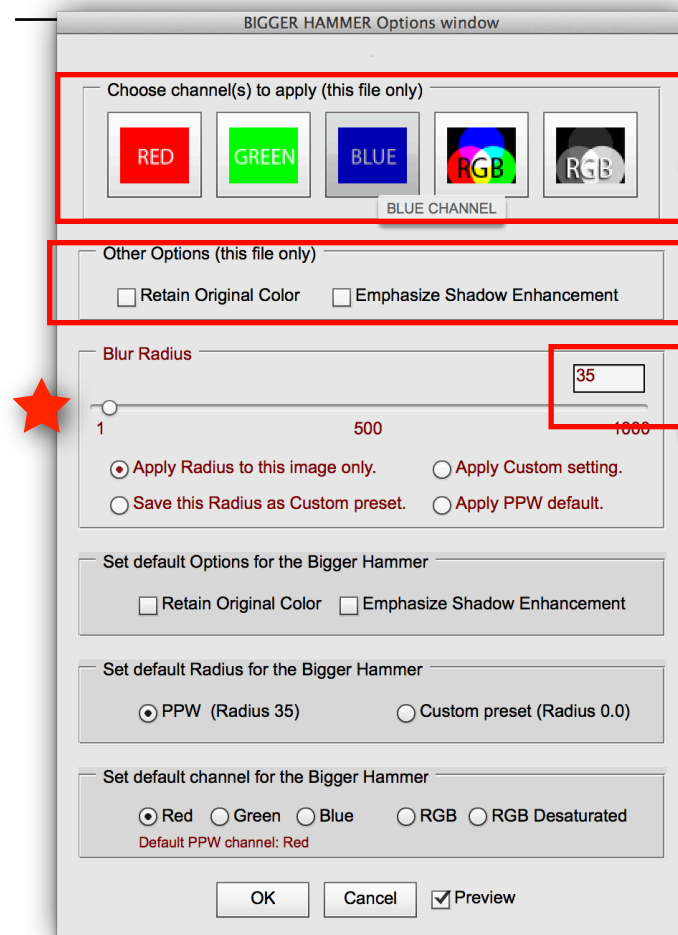 BIGGER HAMMER Options window
Choose channel(s) to apply (this file only)
RED GREEN BLUE RGB RGB
BLUE CHANNEL
Other Options (this file only)
Retain Original Color Emphasize Shadow Enhancement
Blur Radius
35
1 500 1000
Apply Radius to this image only. Apply Custom setting.
Save this Radius as Custom preset. Apply PPW default.
Set default Options for the Bigger Hammer
Retain Original Color Emphasize Shadow Enhancement
Set default Radius for the Bigger Hammer
PPW (Radius 35) Custom preset (Radius 0.0)
Set default channel for the Bigger Hammer
Red Green Blue RGB RGB Desaturated
Default PPW channel: Red
OK Cancel Preview